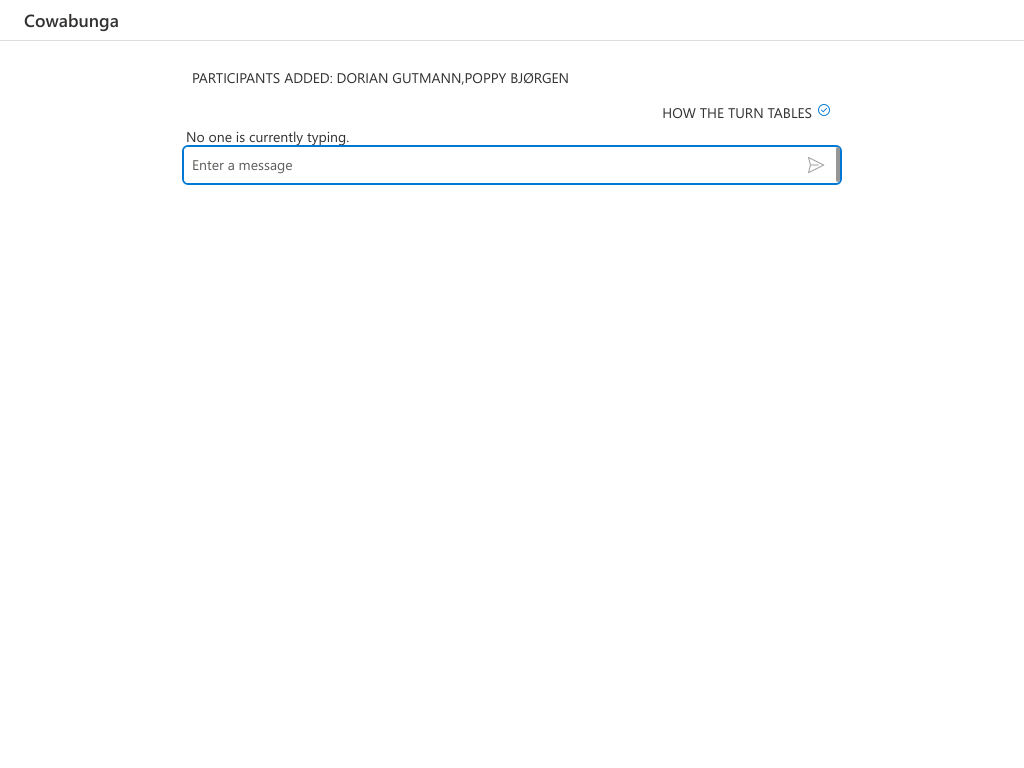 Cowabunga
PARTICIPANTS ADDED: DORIAN GUTMANN,POPPY BJØRGEN
HOW THE TURN TABLES
No one is currently typing.
Enter a message